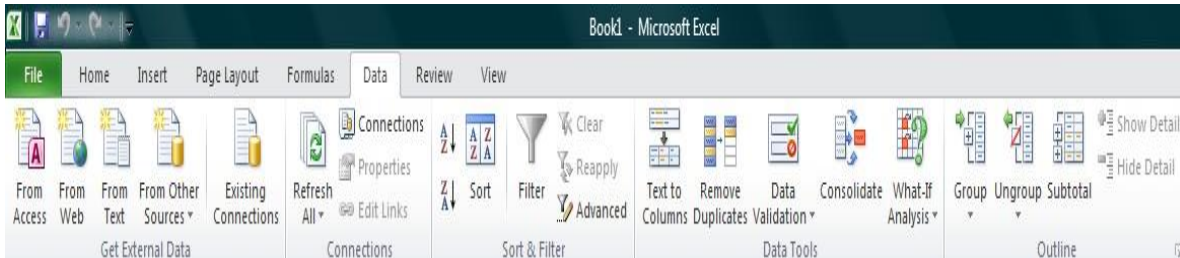 Book1 - Microsoft Excel
File Home Insert Page Layout Formulas Data Review View
From Access
From Web
From Text
From Other Sources
Existing Connections
Get External Data
Refresh All
Connections
Properties
Edit Links
Connections
A Z
Z A
A Z
Z A
Sort
Filter
Clear
Reapply
Advanced
Sort & Filter
Text to Columns
Remove Duplicates
Data Validation
Consolidate
What-If Analysis
Data Tools
Group
Ungroup
Subtotal
Show Detail
Hide Detail
Outline